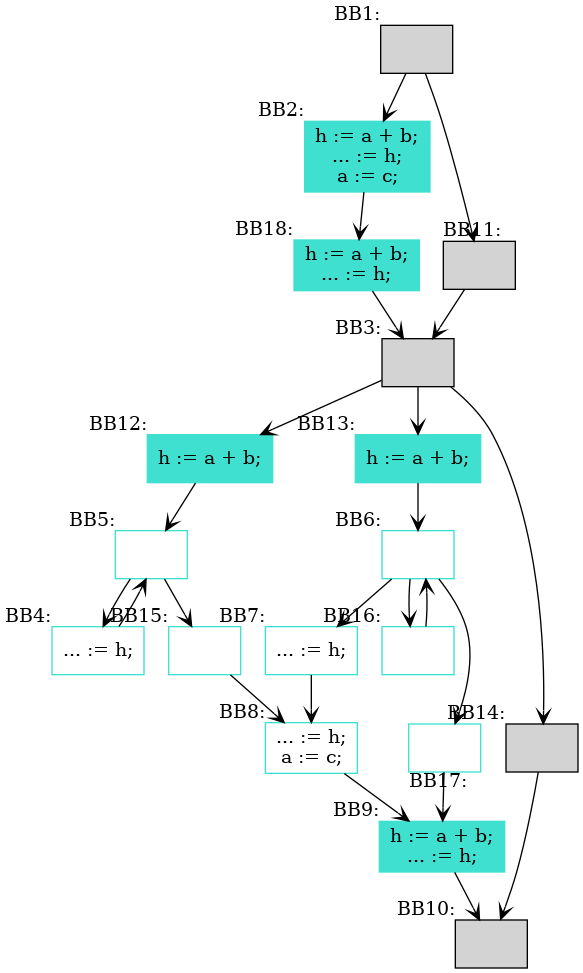 BB1:
BB2:
h := a + b;
... := h;
a := c;
BB18:
h := a + b;
... := h;
BB11:
BB3:
BB12:
h := a + b;
BB13:
h := a + b;
BB5:
BB6:
BB4:
... := h;
BB15:
BB7:
... := h;
BB16:
BB8:
... := h;
a := c;
BB14:
BB17:
BB9:
h := a + b;
... := h;
BB10: